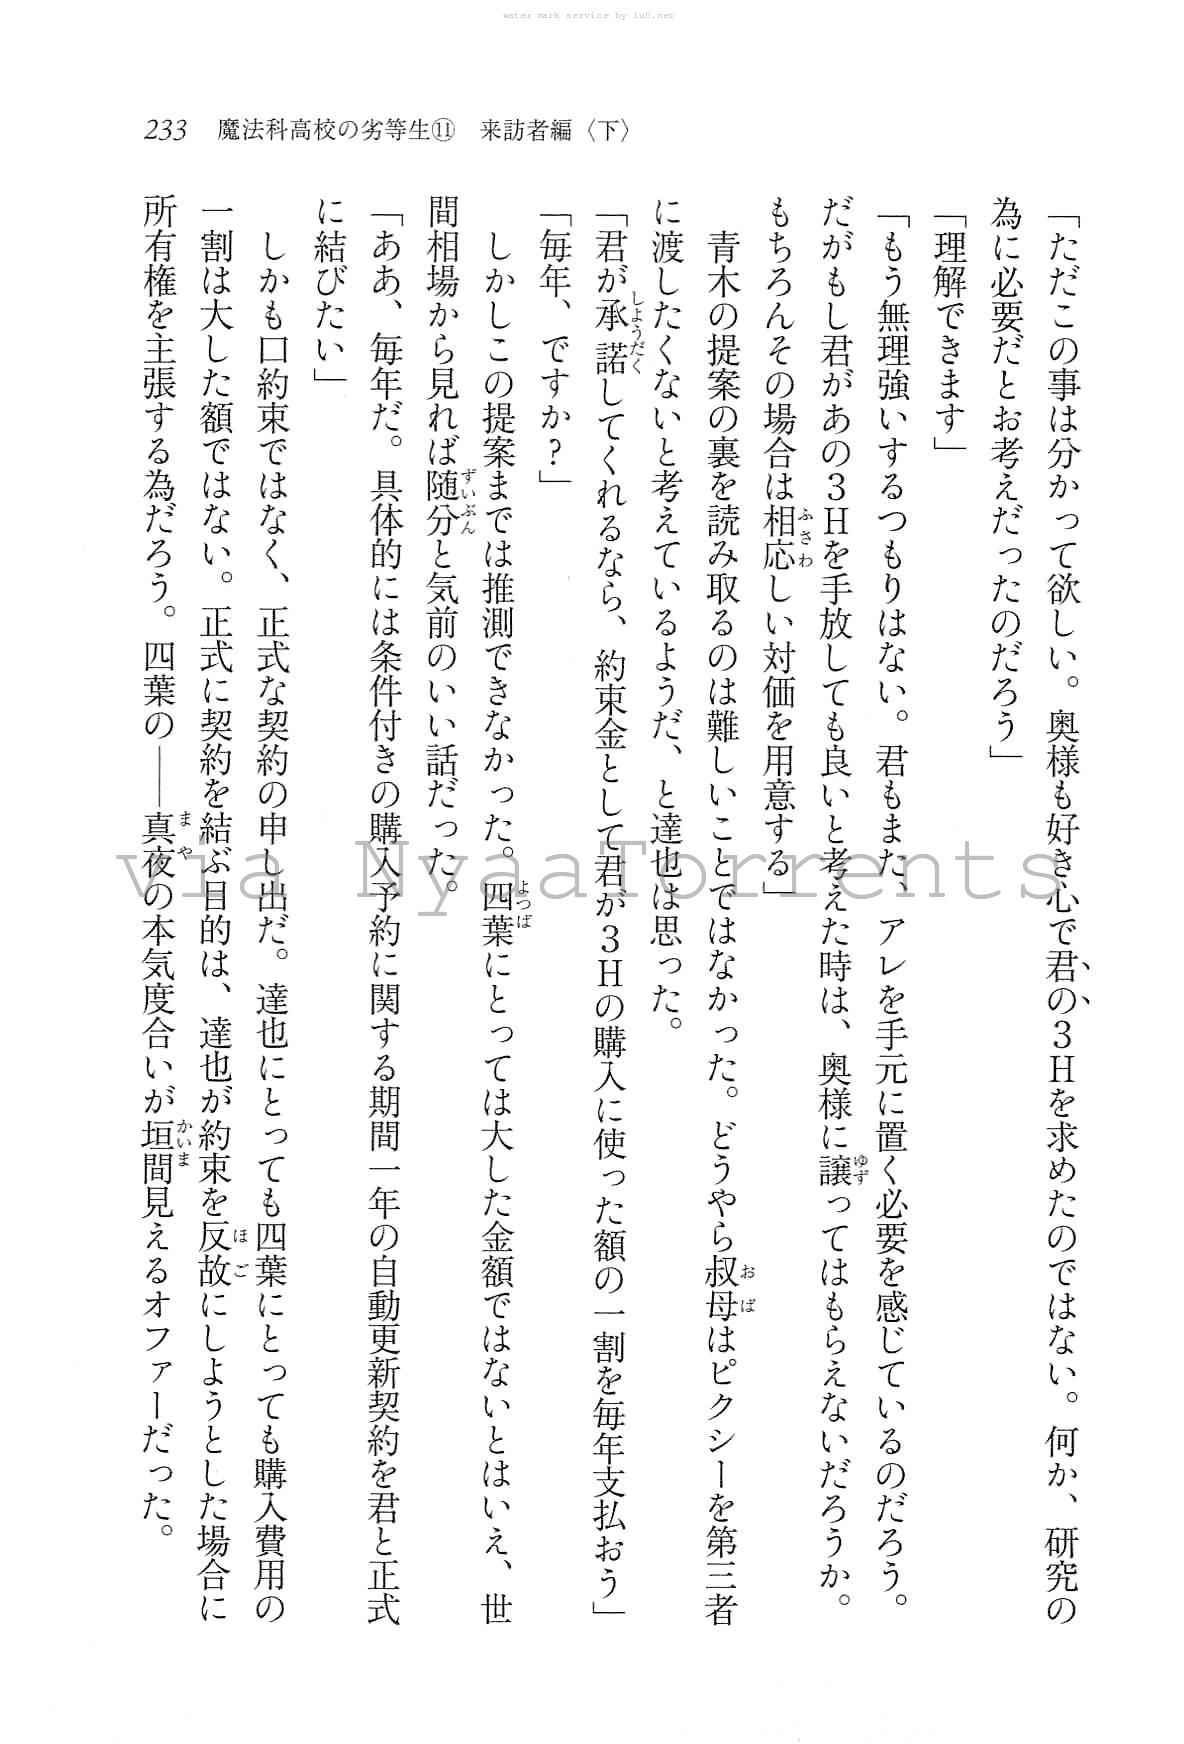 water mark service by lu0.net
233 魔法科高校の劣等生⑪ 来訪者編〈下〉
「ただこの事は分かって欲しい。奥様も好き心で君の3Hを求めたのではない。何か、研究の
為に必要だとお考えだったのだろう」
「理解できます」
「もう無理強いするつもりはない。君もまた、アレを手元に置く必要を感じているのだろう。
だがもし君があの3Hを手放しても良いと考えた時は、奥様に譲ってはもらえないだろうか。
もちろんその場合は相応しい対価を用意する」
青木の提案の裏を読み取るのは難しいことではなかった。どうやら叔母はピクシーを第三者
に渡したくないと考えているようだ、と達也は思った。
「君が承諾してくれるなら、約束金として君が3Hの購入に使った額の一割を毎年支払おう」
「毎年、ですか?」
しかしこの提案までは推測できなかった。四葉にとっては大した金額ではないとはいえ、世
間相場から見れば随分と気前のいい話だった。
「ああ、毎年だ。具体的には条件付きの購入予約に関する期間一年の自動更新契約を君と正式
に結びたい」
しかも口約束ではなく、正式な契約の申し出だ。達也にとっても四葉にとっても購入費用の
一割は大した額ではない。正式に契約を結ぶ目的は、達也が約束を反故にしようとした場合に
所有権を主張する為だろう。四葉の――真夜の本気度合いが垣間見えるオファーだった。
via NyaaTorrents